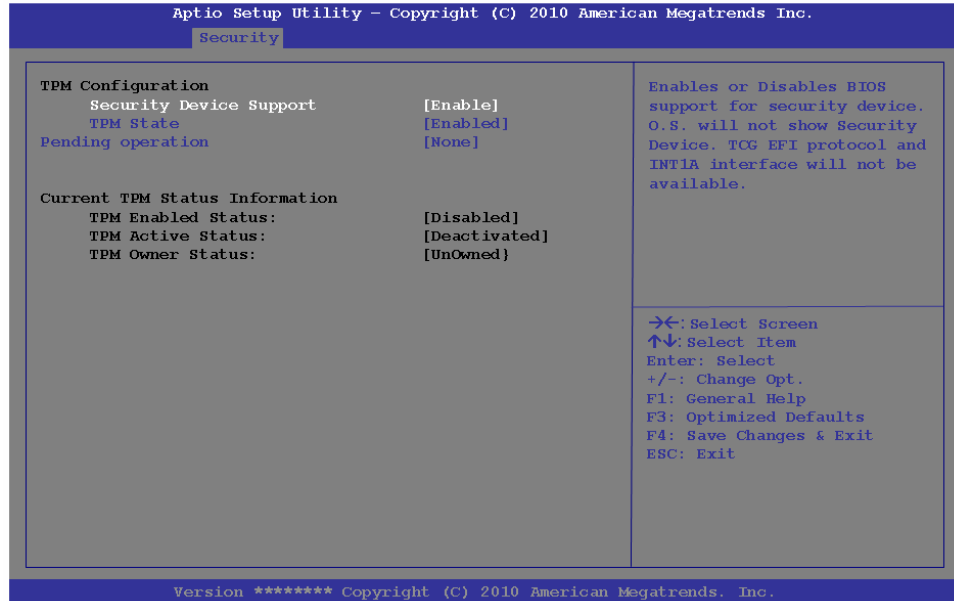 Aptio Setup Utility – Copyright (C) 2010 American Megatrends Inc.
Security
TPM Configuration
Security Device Support [Enable]
TPM State [Enabled]
Pending operation [None]
Current TPM Status Information
TPM Enabled Status: [Disabled]
TPM Active Status: [Deactivated]
TPM Owner Status: [UnOwned}
Enables or Disables BIOS
support for security device.
O.S. will not show Security
Device. TCG EFI protocol and
INT1A interface will not be
available.
→←:Select Screen
↑↓:Select Item
Enter: Select
+/-: Change Opt.
F1: General Help
F3: Optimized Defaults
F4: Save Changes & Exit
ESC: Exit
Version ******** Copyright (C) 2010 American Megatrends. Inc.